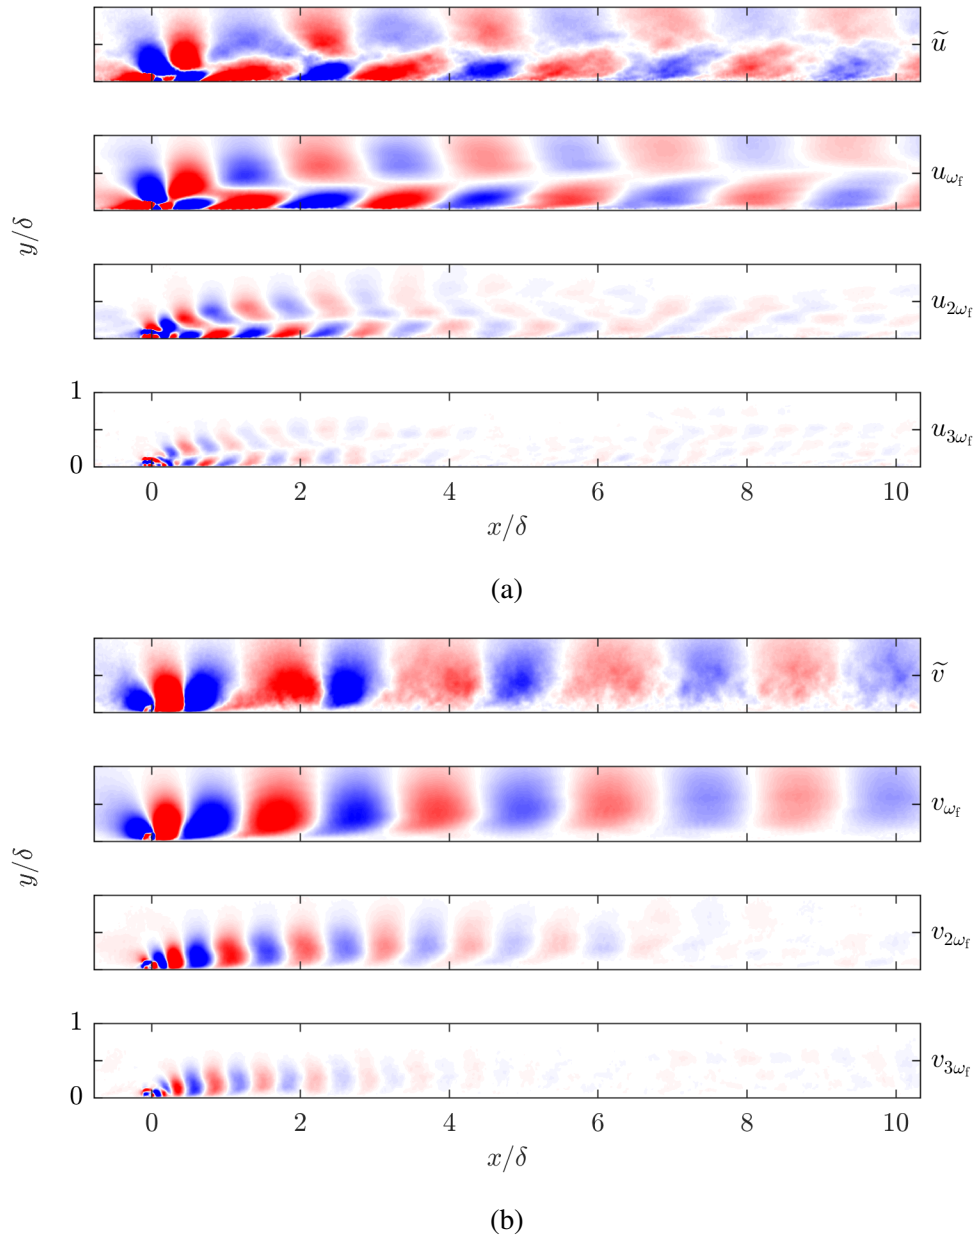 ũ
u_{ω_f}
y/δ
u_{2ω_f}
1
0
u_{3ω_f}
0 2 4 6 8 10
x/δ
(a)
ṽ
v_{ω_f}
y/δ
v_{2ω_f}
1
0
v_{3ω_f}
0 2 4 6 8 10
x/δ
(b)